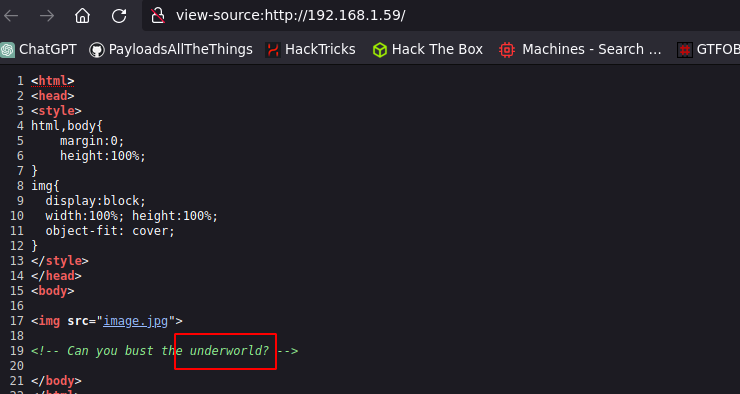 view-source:http://192.168.1.59/
ChatGPT PayloadsAllTheThings HackTricks Hack The Box Machines - Search … GTFOB
1 <html>
2 <head>
3 <style>
4 html,body{
5 margin:0;
6 height:100%;
7 }
8 img{
9 display:block;
10 width:100%; height:100%;
11 object-fit: cover;
12 }
13 </style>
14 </head>
15 <body>
16
17 <img src="image.jpg">
18
19 <!-- Can you bust the underworld? -->
20
21 </body>
22 </html>